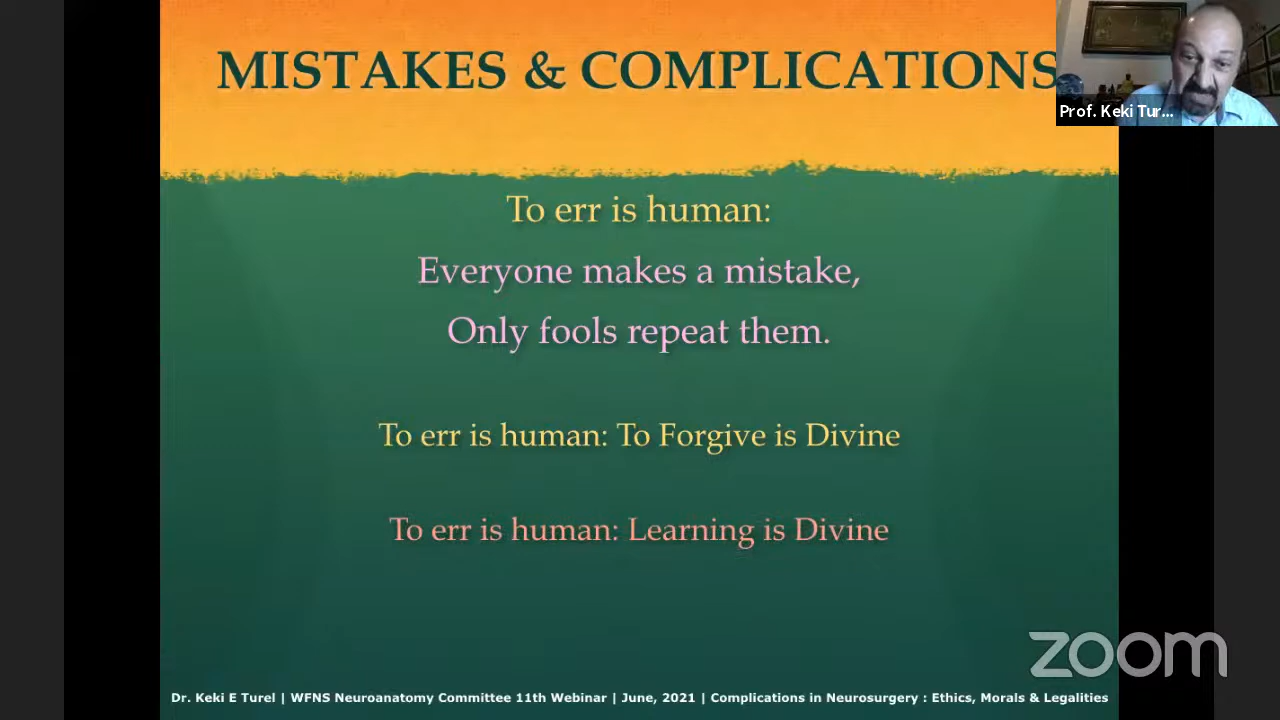 MISTAKES & COMPLICATIONS
Prof. Keki Tur...
To err is human:
Everyone makes a mistake,
Only fools repeat them.
To err is human: To Forgive is Divine
To err is human: Learning is Divine
zoom
Dr. Keki E Turel | WFNS Neuroanatomy Committee 11th Webinar | June, 2021 | Complications in Neurosurgery : Ethics, Morals & Legalities